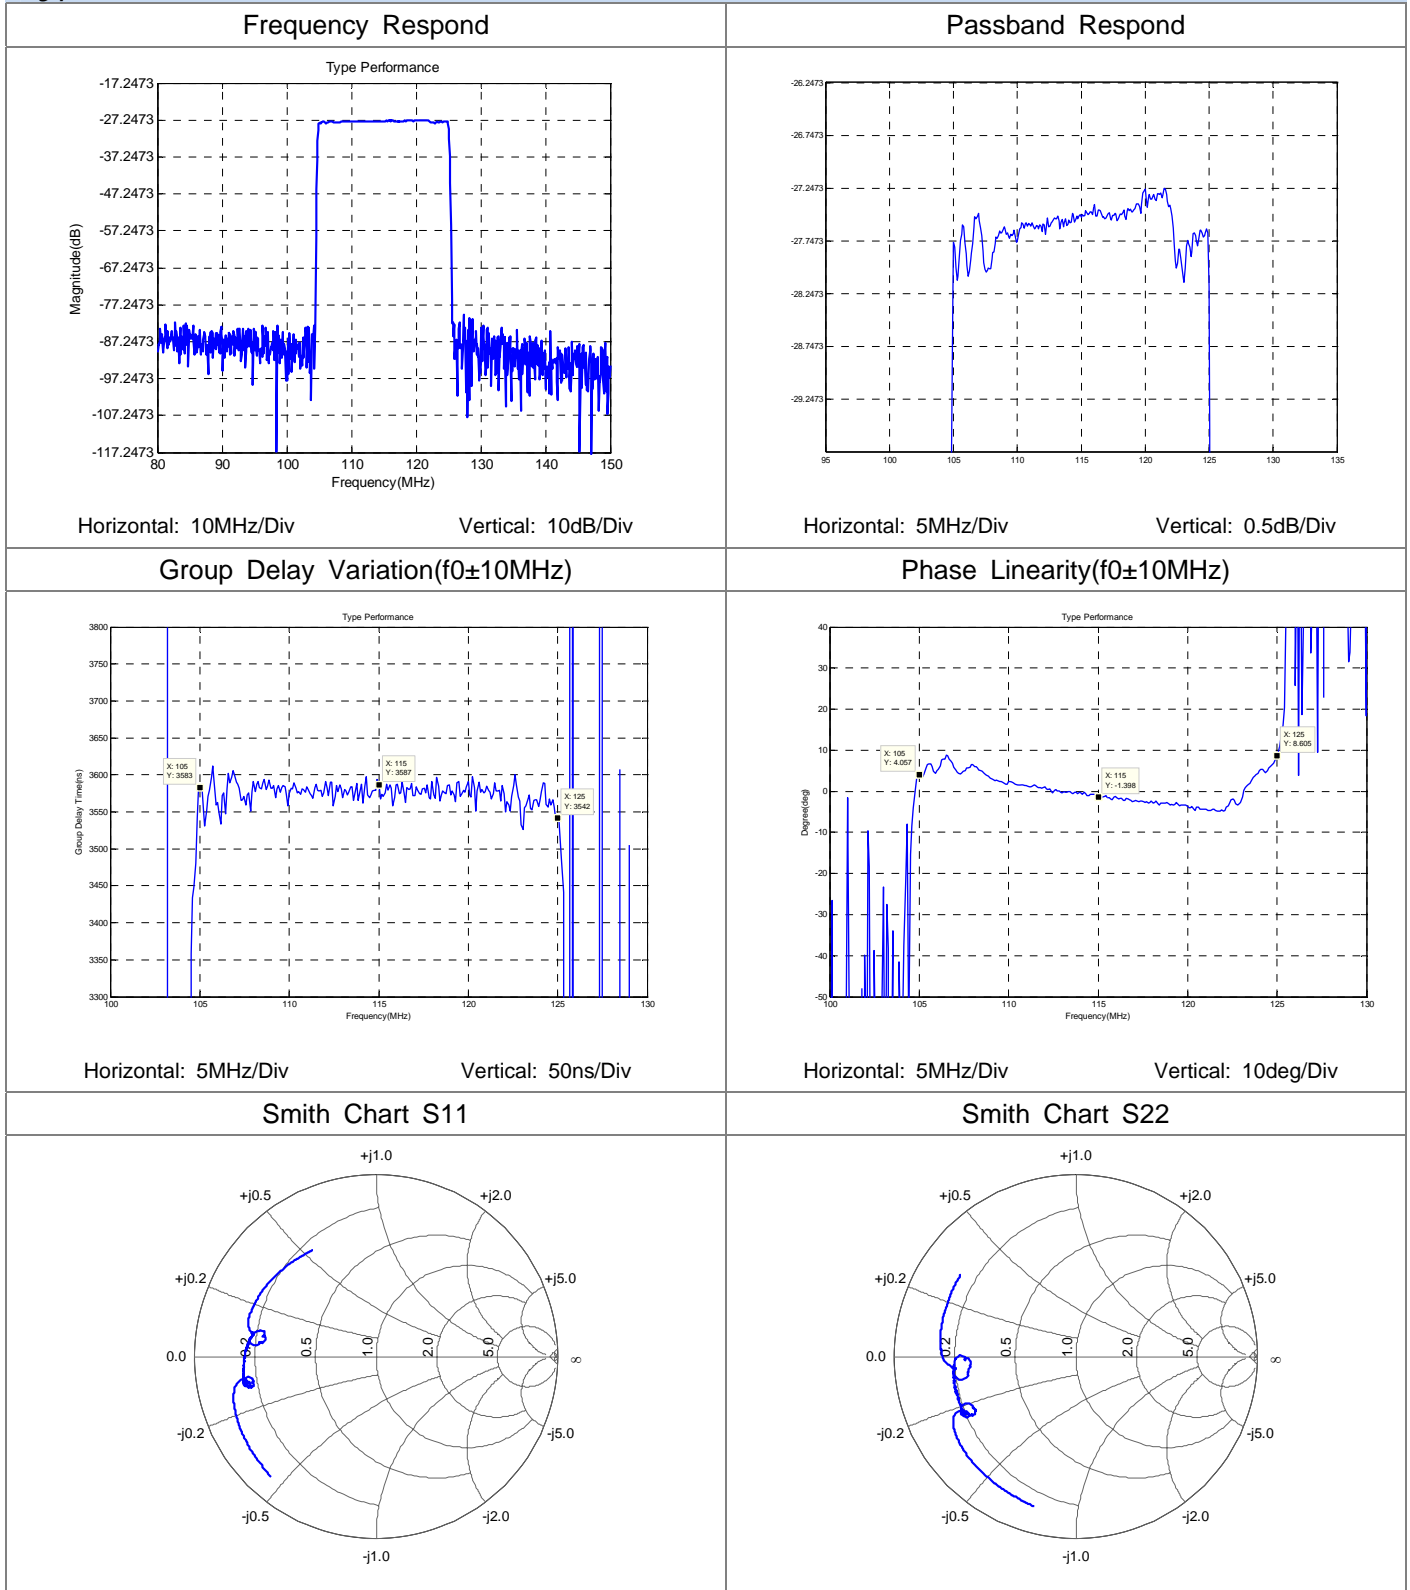 Frequency Respond
Passband Respond
Type Performance
-17.2473
-27.2473
-37.2473
-47.2473
-57.2473
-67.2473
-77.2473
-87.2473
-97.2473
-107.2473
-117.2473
Magnitude(dB)
80 90 100 110 120 130 140 150
Frequency(MHz)
Horizontal: 10MHz/Div Vertical: 10dB/Div
-26.2473
-26.7473
-27.2473
-27.7473
-28.2473
-28.7473
-29.2473
95 100 105 110 115 120 125 130 135
Horizontal: 5MHz/Div Vertical: 0.5dB/Div
Group Delay Variation(f0±10MHz)
Phase Linearity(f0±10MHz)
Type Performance
3800
3750
3700
3650
3600
3550
3500
3450
3400
3350
3300
Group Delay Time(ns)
X: 105
Y: 3583
X: 115
Y: 3587
X: 125
Y: 3542
100 105 110 115 120 125 130
Frequency(MHz)
Horizontal: 5MHz/Div Vertical: 50ns/Div
Type Performance
40
30
20
10
0
-10
-20
-30
-40
-50
Degree(deg)
X: 105
Y: 4.057
X: 115
Y: -1.398
X: 125
Y: 8.605
100 105 110 115 120 125 130
Frequency(MHz)
Horizontal: 5MHz/Div Vertical: 10deg/Div
Smith Chart S11
Smith Chart S22
+j1.0
+j0.5 +j2.0
+j0.2 +j5.0
0.0 0.2 0.5 1.0 2.0 5.0 ∞
-j0.2 -j5.0
-j0.5 -j2.0
-j1.0
+j1.0
+j0.5 +j2.0
+j0.2 +j5.0
0.0 0.2 0.5 1.0 2.0 5.0 ∞
-j0.2 -j5.0
-j0.5 -j2.0
-j1.0